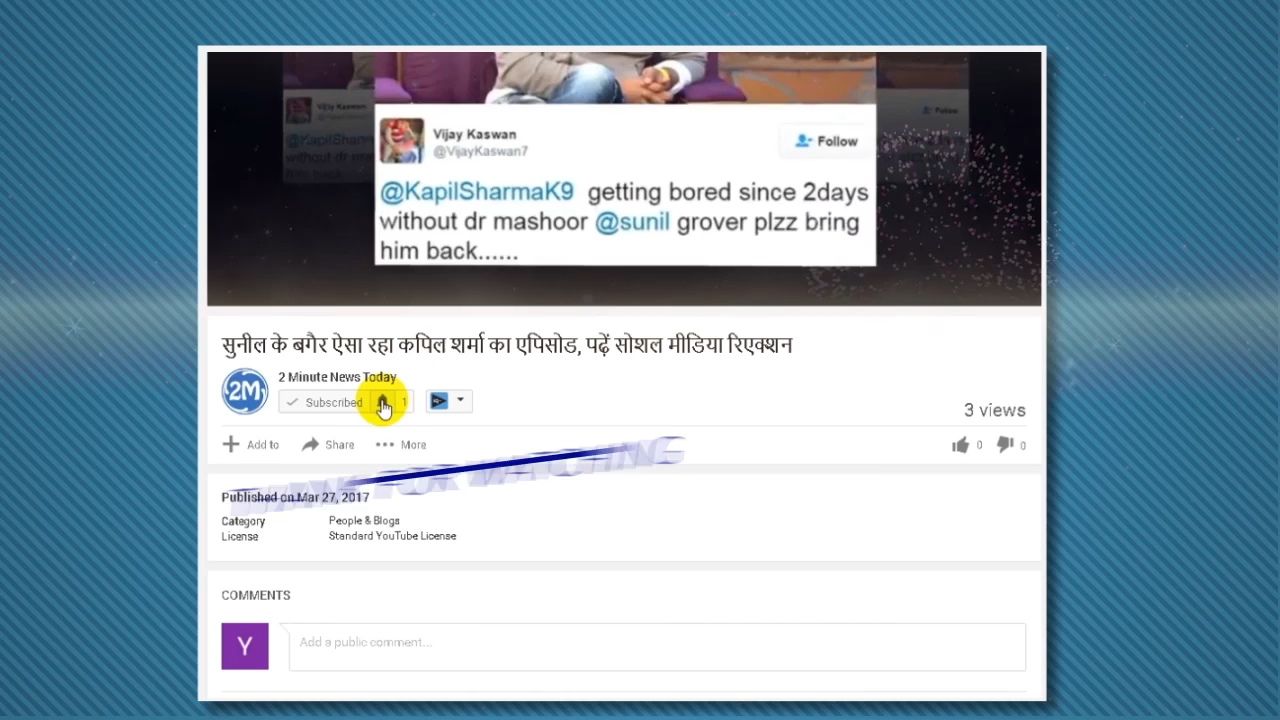 Vijay Kaswan
@VijayKaswan7
Follow
@KapilSharmaK9 getting bored since 2days
without dr mashoor @sunil grover plzz bring
him back......
सुनील के बगैर ऐसा रहा कपिल शर्मा का एपिसोड, पढ़ें सोशल मीडिया रिएक्शन
2M
2 Minute News Today
Subscribed 1
3 views
Add to Share More 0 0
Published on Mar 27, 2017
Category People & Blogs
License Standard YouTube License
COMMENTS
Y
Add a public comment...